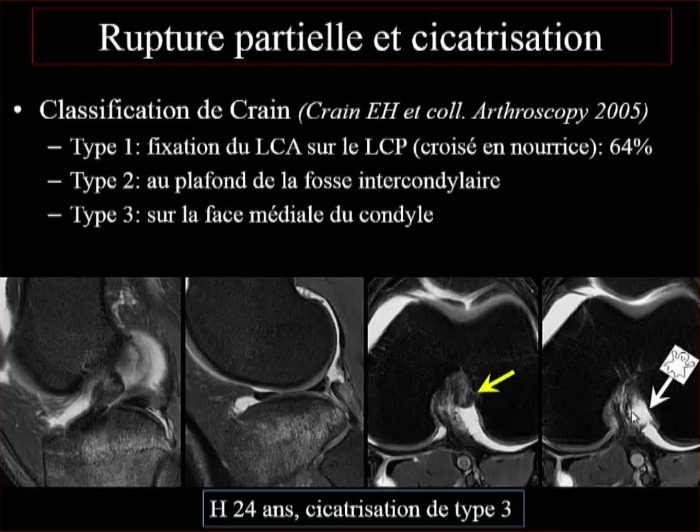 Rupture partielle et cicatrisation
• Classification de Crain (Crain EH et coll. Arthroscopy 2005)
– Type 1: fixation du LCA sur le LCP (croisé en nourrice): 64%
– Type 2: au plafond de la fosse intercondylaire
– Type 3: sur la face médiale du condyle
H 24 ans, cicatrisation de type 3